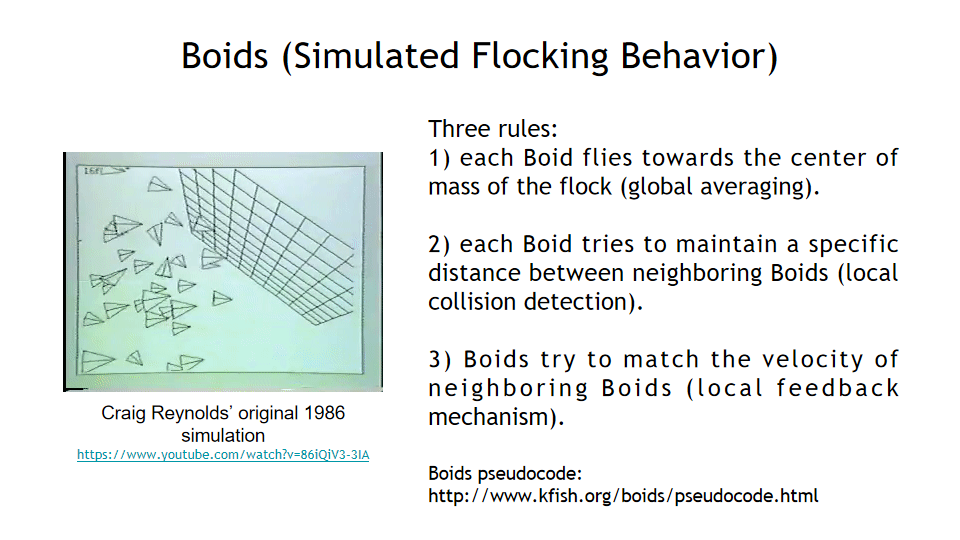 Boids (Simulated Flocking Behavior)
Three rules:
1) each Boid flies towards the center of
mass of the flock (global averaging).
2) each Boid tries to maintain a specific
distance between neighboring Boids (local
collision detection).
3) Boids try to match the velocity of
neighboring Boids (local feedback
mechanism).
Craig Reynolds’ original 1986
simulation
https://www.youtube.com/watch?v=86iQiV3-3IA
Boids pseudocode:
http://www.kfish.org/boids/pseudocode.html